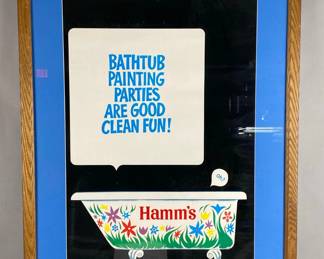 BATHTUB
PAINTING
PARTIES
ARE GOOD
CLEAN FUN!
Hamm's